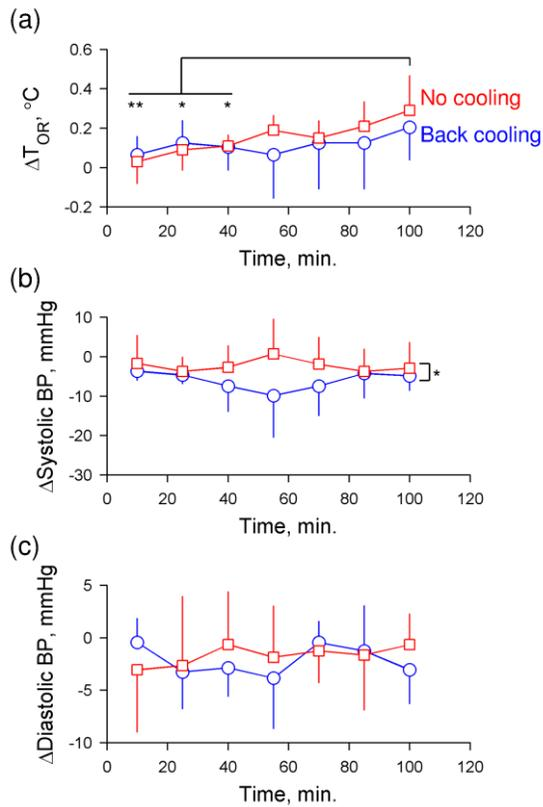 (a)
ΔT_OR, °C
0.6
0.4
0.2
0
-0.2
** * *
No cooling
Back cooling
0 20 40 60 80 100 120
Time, min.
(b)
ΔSystolic BP, mmHg
10
0
-10
-20
-30
*
0 20 40 60 80 100 120
Time, min.
(c)
ΔDiastolic BP, mmHg
5
0
-5
-10
0 20 40 60 80 100 120
Time, min.